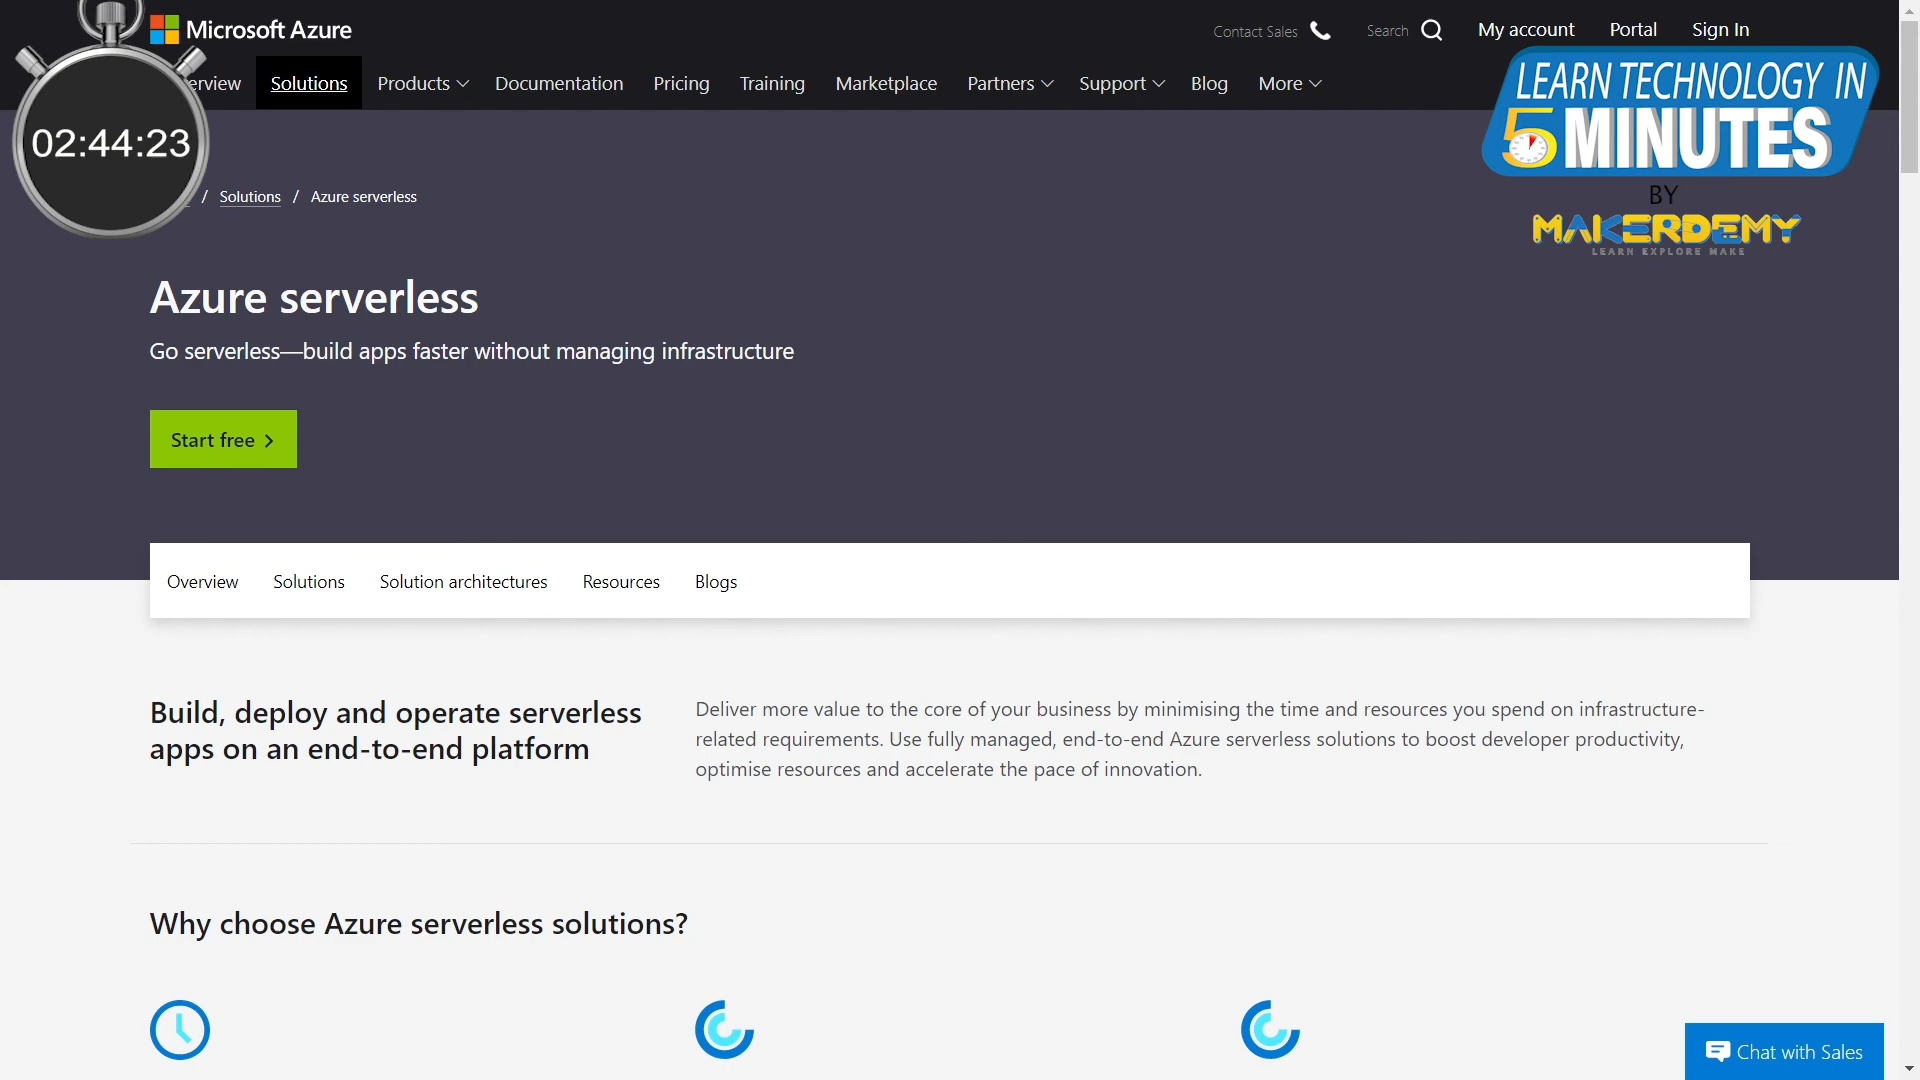 Microsoft Azure
Contact Sales
Search
My account
Portal
Sign In
erview
Solutions
Products
Documentation
Pricing
Training
Marketplace
Partners
Support
Blog
More
02:44:23
LEARN TECHNOLOGY IN
5 MINUTES
BY
MAKERDEMY
LEARN EXPLORE MAKE
/ Solutions / Azure serverless
Azure serverless
Go serverless—build apps faster without managing infrastructure
Start free
Overview
Solutions
Solution architectures
Resources
Blogs
Build, deploy and operate serverless
apps on an end-to-end platform
Deliver more value to the core of your business by minimising the time and resources you spend on infrastructure-
related requirements. Use fully managed, end-to-end Azure serverless solutions to boost developer productivity,
optimise resources and accelerate the pace of innovation.
Why choose Azure serverless solutions?
Chat with Sales